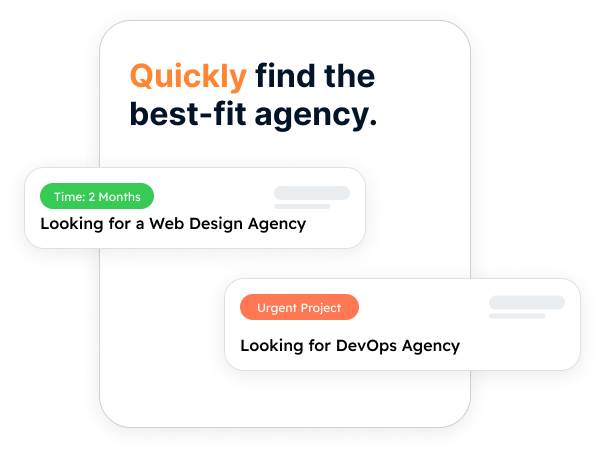 Quickly find the
best-fit agency.
Time: 2 Months
Looking for a Web Design Agency
Urgent Project
Looking for DevOps Agency